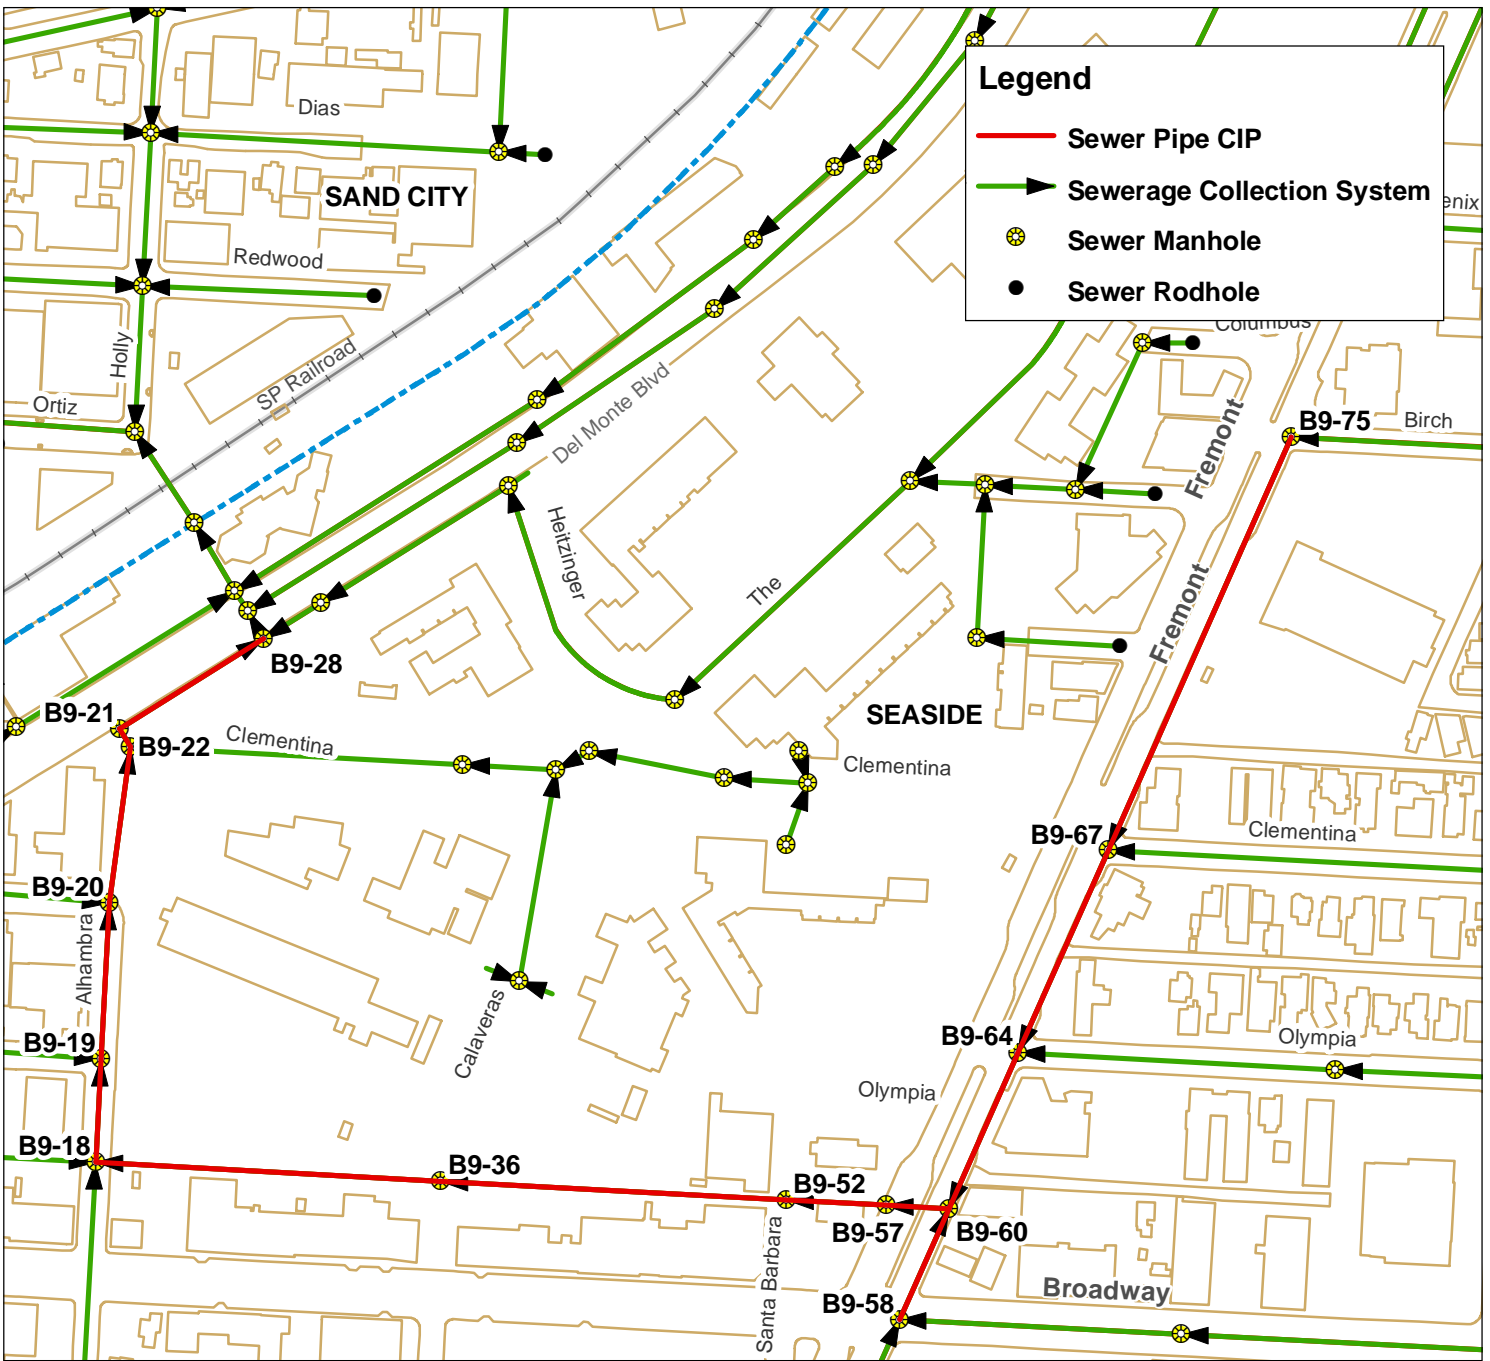 Legend
Sewer Pipe CIP
Sewerage Collection System
Sewer Manhole
Sewer Rodhole
Dias
SAND CITY
enix
Redwood
Columbus
Holly
SP Railroad
Ortiz
Del Monte Blvd
Fremont
B9-75
Birch
Heitzinger
The
Fremont
B9-28
B9-21
SEASIDE
B9-22
Clementina
Clementina
B9-67
Clementina
B9-20
Alhambra
B9-19
Calaveras
B9-64
Olympia
Olympia
B9-18
B9-36
B9-52
B9-57
B9-60
Santa Barbara
B9-58
Broadway